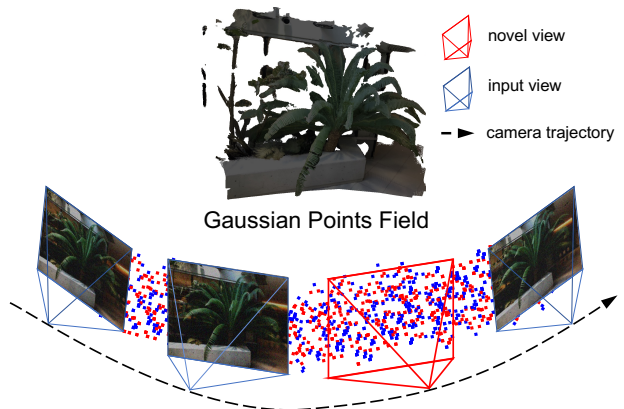 novel view
input view
camera trajectory
Gaussian Points Field